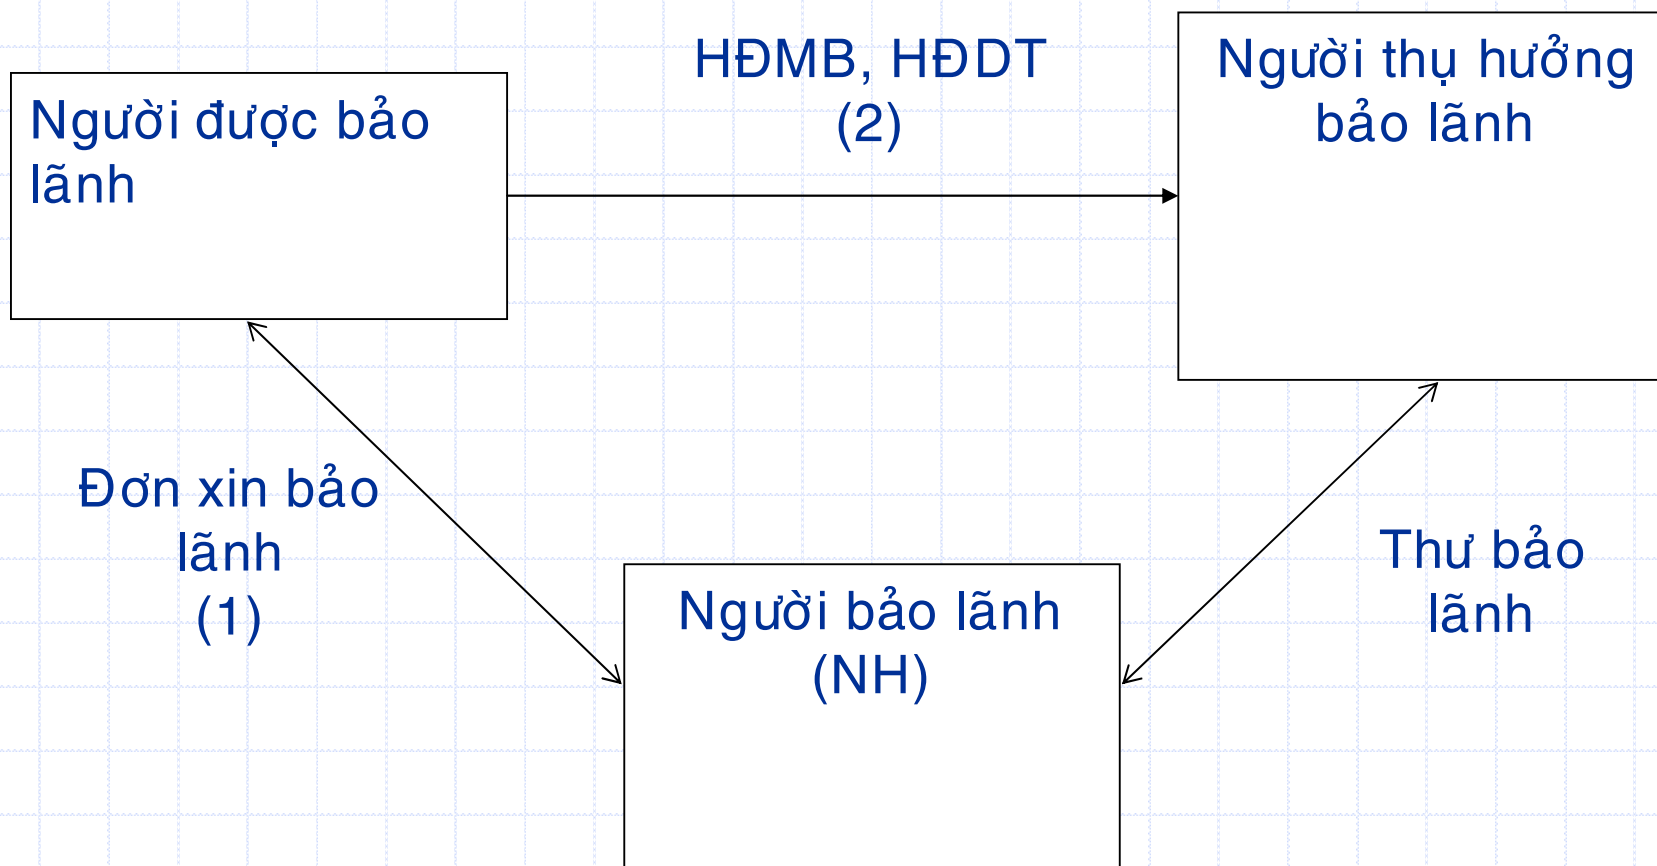 Người được bảo
lãnh
HĐMB, HĐDT
(2)
Người thụ hưởng
bảo lãnh
Đơn xin bảo
lãnh
(1)
Người bảo lãnh
(NH)
Thư bảo
lãnh